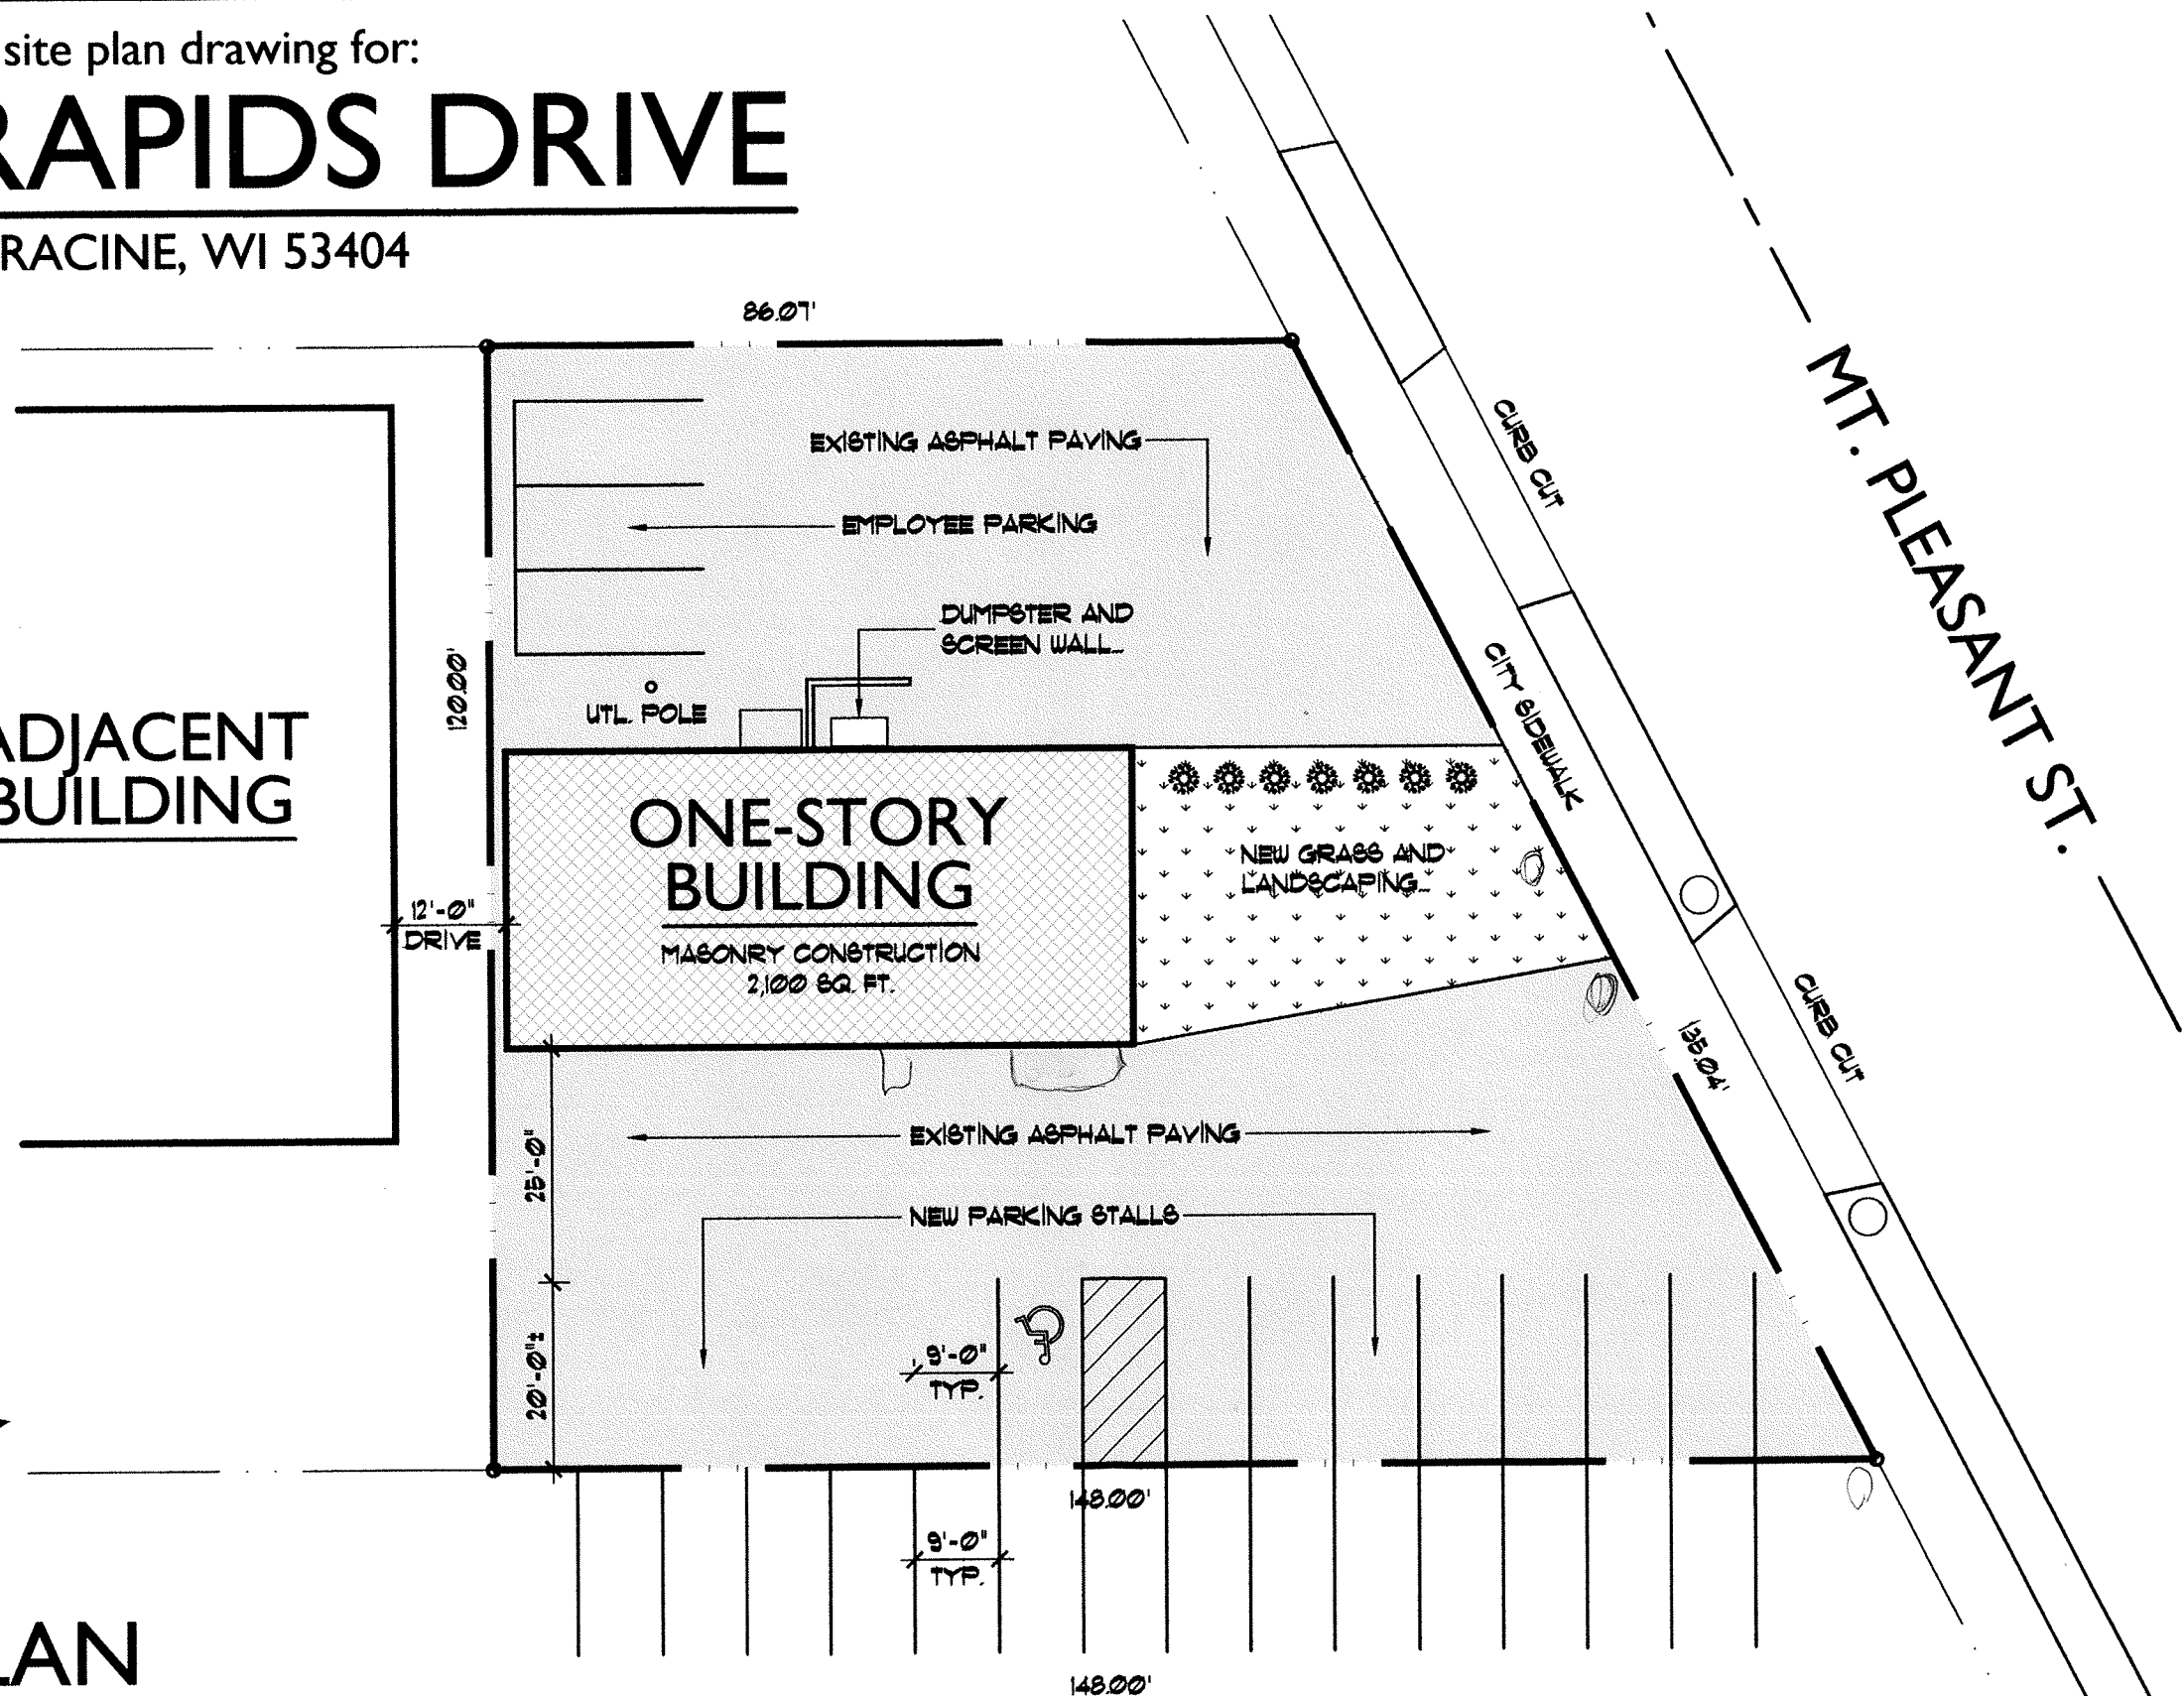 site plan drawing for:
RAPIDS DRIVE
RACINE, WI 53404
86.07'
EXISTING ASPHALT PAVING
EMPLOYEE PARKING
DUMPSTER AND
SCREEN WALL
UTL. POLE
120.00'
ADJACENT
BUILDING
12'-0"
DRIVE
ONE-STORY
BUILDING
MASONRY CONSTRUCTION
2,100 SQ. FT.
NEW GRASS AND
LANDSCAPING
CURB CUT
CITY SIDEWALK
MT. PLEASANT ST.
CURB CUT
135.04'
25'-0"
EXISTING ASPHALT PAVING
NEW PARKING STALLS
20'-0"±
9'-0"
TYP.
148.00'
9'-0"
TYP.
148.00'
LAN